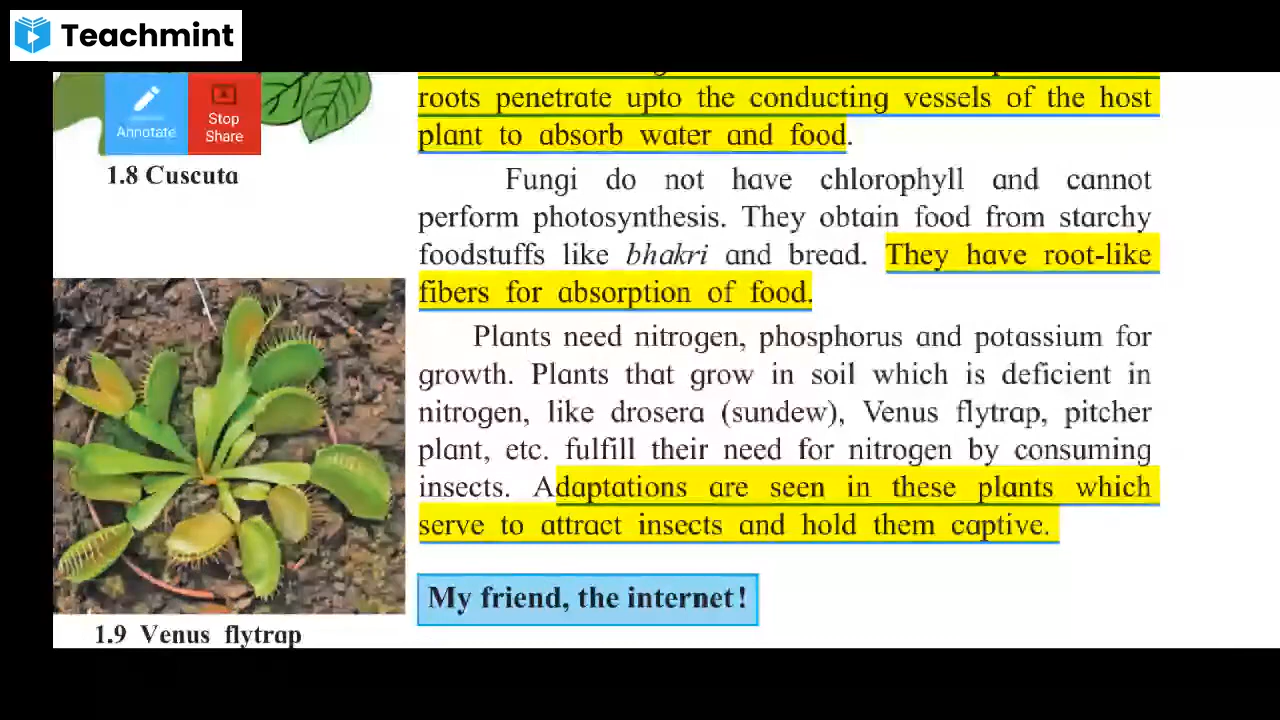 Teachmint
Annotate
Stop
Share
1.8 Cuscuta
roots penetrate upto the conducting vessels of the host
plant to absorb water and food.
Fungi do not have chlorophyll and cannot
perform photosynthesis. They obtain food from starchy
foodstuffs like bhakri and bread. They have root-like
fibers for absorption of food.
Plants need nitrogen, phosphorus and potassium for
growth. Plants that grow in soil which is deficient in
nitrogen, like drosera (sundew), Venus flytrap, pitcher
plant, etc. fulfill their need for nitrogen by consuming
insects. Adaptations are seen in these plants which
serve to attract insects and hold them captive.
My friend, the internet!
1.9 Venus flytrap